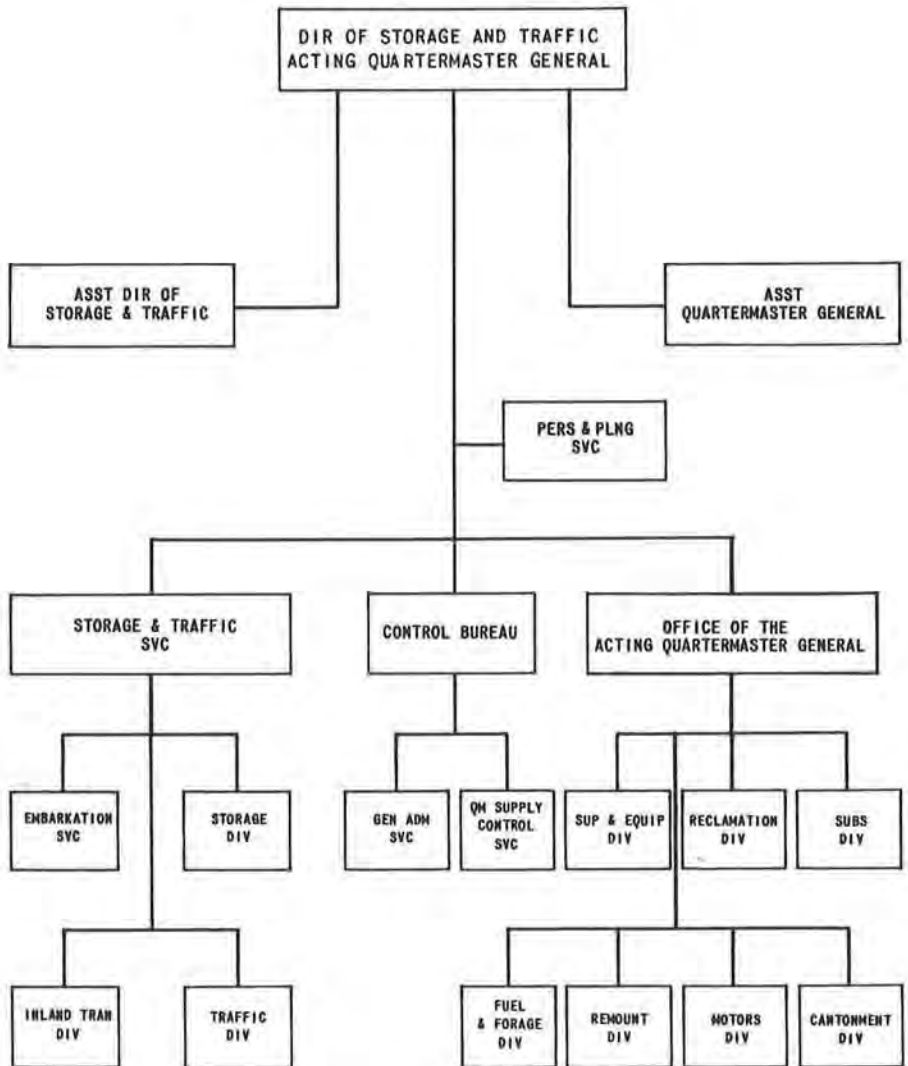 DIR OF STORAGE AND TRAFFIC
ACTING QUARTERMASTER GENERAL
ASST DIR OF
STORAGE & TRAFFIC
ASST
QUARTERMASTER GENERAL
PERS & PLNG
SVC
STORAGE & TRAFFIC
SVC
CONTROL BUREAU
OFFICE OF THE
ACTING QUARTERMASTER GENERAL
EMBARKATION
SVC
STORAGE
DIV
GEN ADM
SVC
QM SUPPLY
CONTROL
SVC
SUP & EQUIP
DIV
RECLAMATION
DIV
SUBS
DIV
INLAND TRAN
DIV
TRAFFIC
DIV
FUEL
& FORAGE
DIV
REMOUNT
DIV
MOTORS
DIV
CANTONMENT
DIV